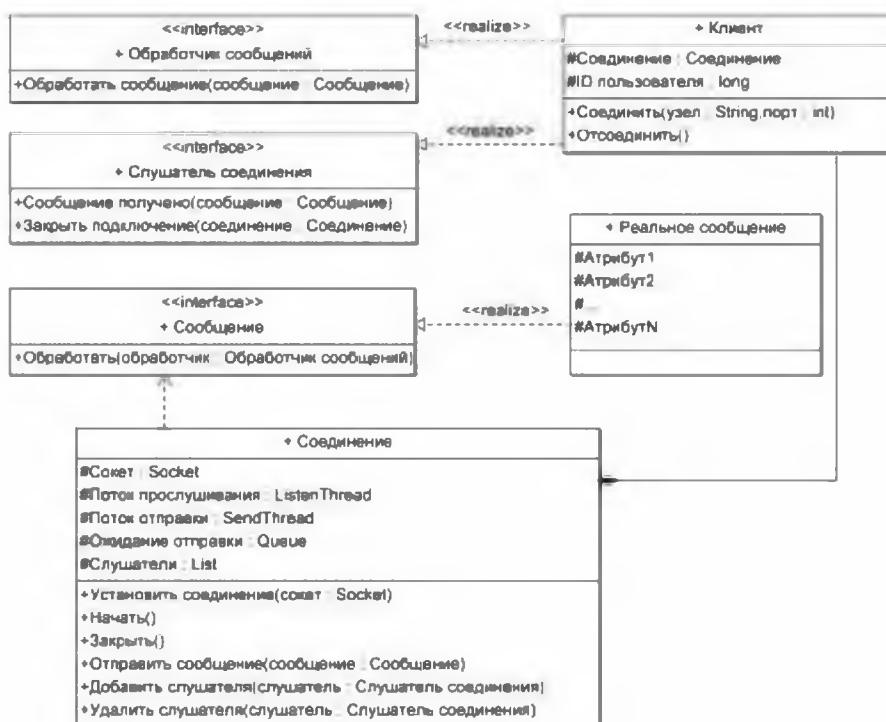 <<interface>>
+ Обработчик сообщений
+Обработать сообщение(сообщение : Сообщение)
<<realize>>
+ Клиент
#Соединение : Соединение
#ID пользователя : long
+Соединить(узел : String,порт : int)
+Отсоединить()
<<interface>>
+ Слушатель соединения
+Сообщение получено(сообщение : Сообщение)
+Закрыть подключение(соединение : Соединение)
<<realize>>
+ Реальное сообщение
#Атрибут1
#Атрибут2
#...
#АтрибутN
<<interface>>
+ Сообщение
+Обработать(обработчик : Обработчик сообщений)
<<realize>>
+ Соединение
#Сокет : Socket
#Поток прослушивания : ListenThread
#Поток отправки : SendThread
#Ожидание отправки : Queue
#Слушатели : List
+Установить соединение(сокет : Socket)
+Начать()
+Закрыть()
+Отправить сообщение(сообщение : Сообщение)
+Добавить слушателя(слушатель : Слушатель соединения)
+Удалить слушателя(слушатель : Слушатель соединения)